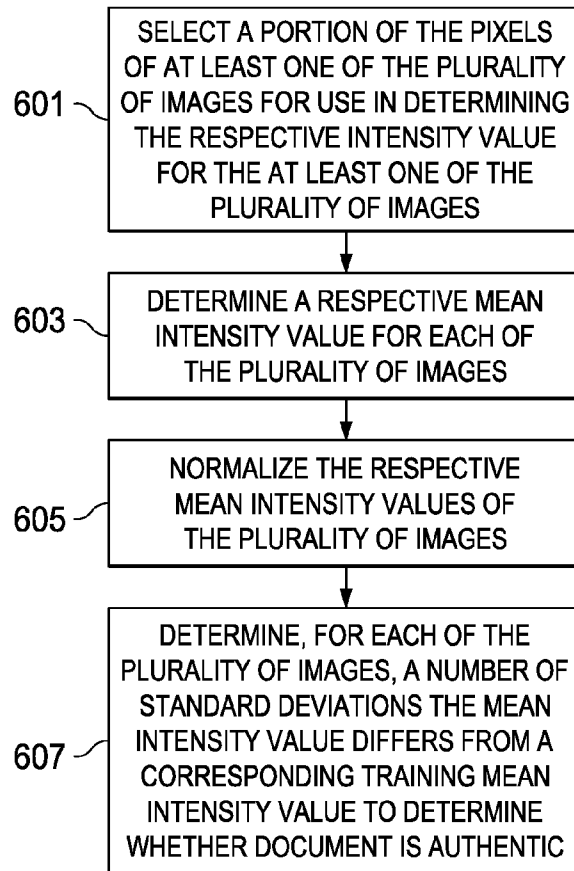 601
SELECT A PORTION OF THE PIXELS
OF AT LEAST ONE OF THE PLURALITY
OF IMAGES FOR USE IN DETERMINING
THE RESPECTIVE INTENSITY VALUE
FOR THE AT LEAST ONE OF THE
PLURALITY OF IMAGES
603
DETERMINE A RESPECTIVE MEAN
INTENSITY VALUE FOR EACH OF
THE PLURALITY OF IMAGES
605
NORMALIZE THE RESPECTIVE
MEAN INTENSITY VALUES OF
THE PLURALITY OF IMAGES
607
DETERMINE, FOR EACH OF THE
PLURALITY OF IMAGES, A NUMBER OF
STANDARD DEVIATIONS THE MEAN
INTENSITY VALUE DIFFERS FROM A
CORRESPONDING TRAINING MEAN
INTENSITY VALUE TO DETERMINE
WHETHER DOCUMENT IS AUTHENTIC